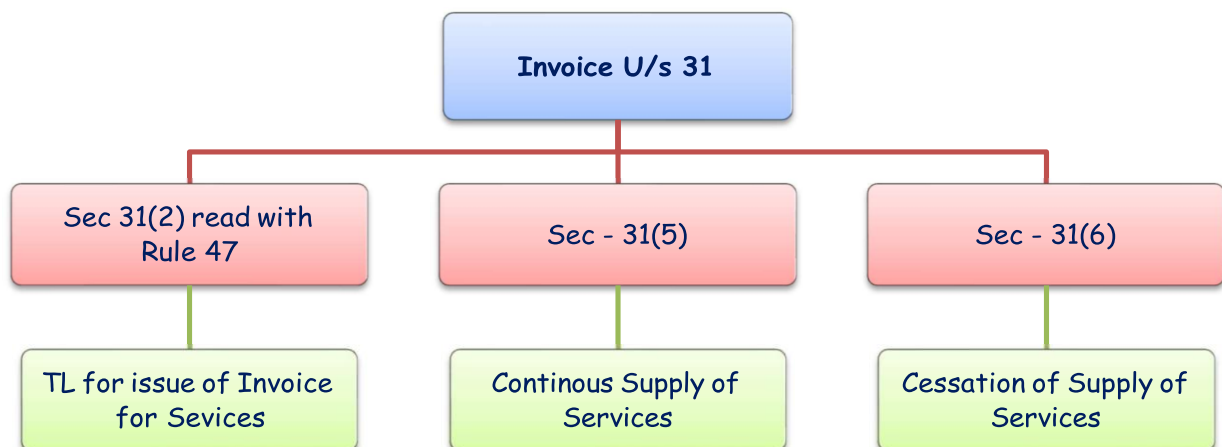 Invoice U/s 31
Sec 31(2) read with
Rule 47
Sec - 31(5)
Sec - 31(6)
TL for issue of Invoice
for Sevices
Continous Supply of
Services
Cessation of Supply of
Services